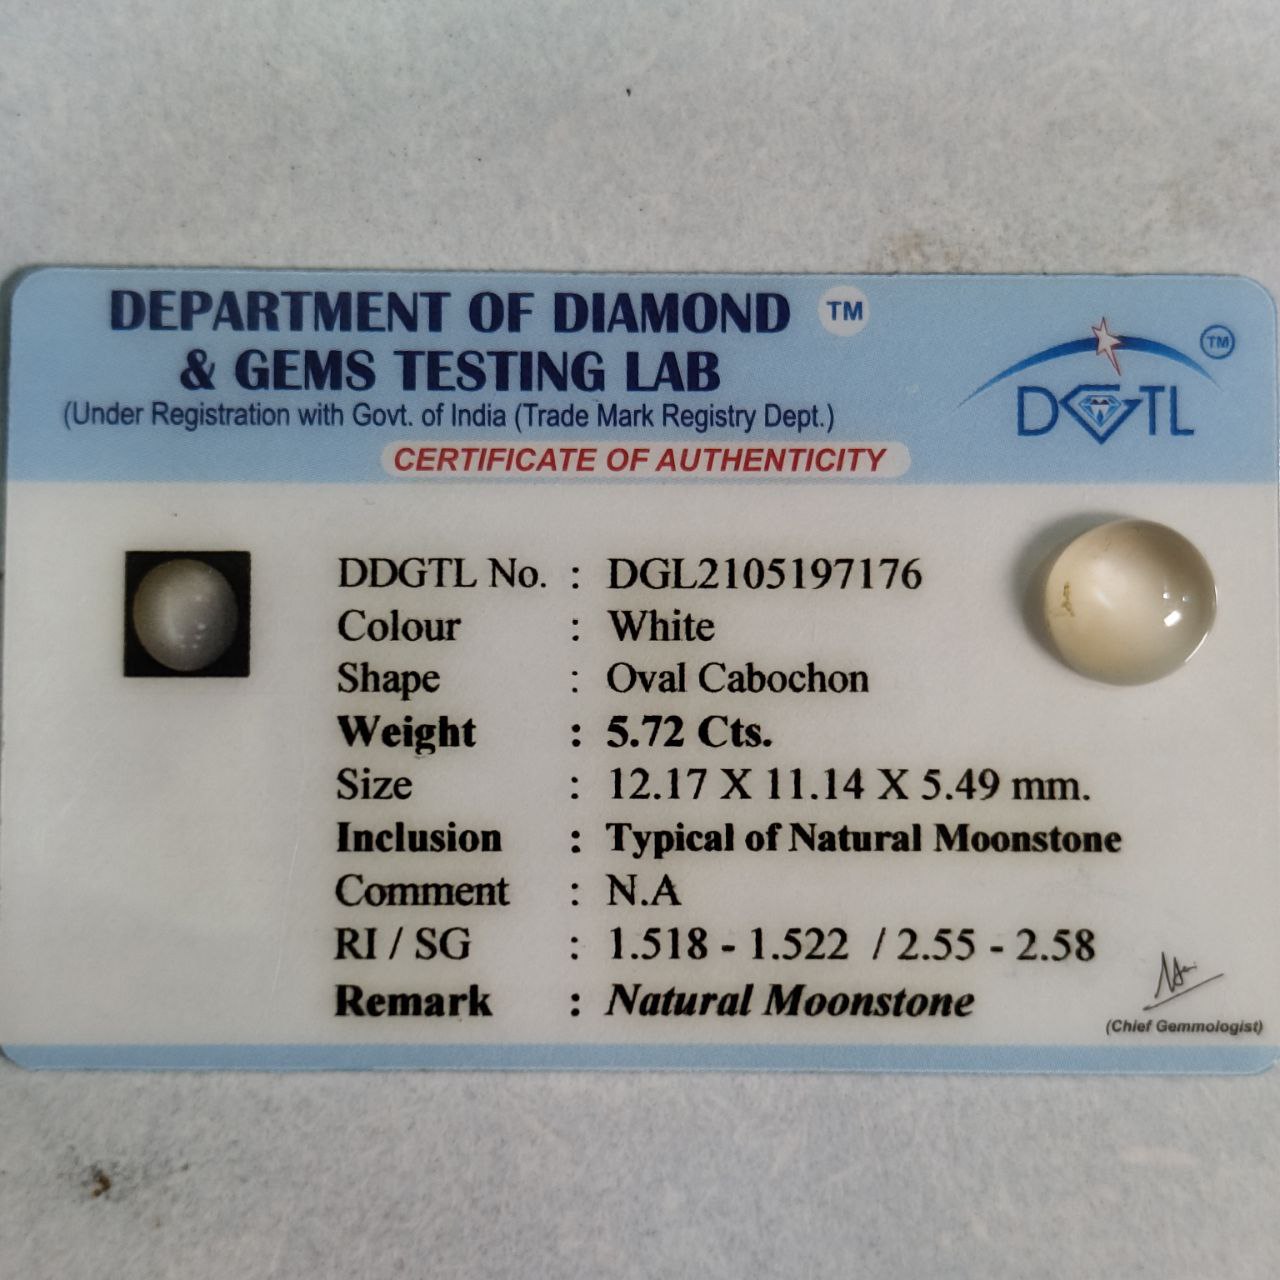 DEPARTMENT OF DIAMOND TM
& GEMS TESTING LAB
(Under Registration with Govt. of India (Trade Mark Registry Dept.)
CERTIFICATE OF AUTHENTICITY
TM
DGTL
DDGTL No. : DGL2105197176
Colour : White
Shape : Oval Cabochon
Weight : 5.72 Cts.
Size : 12.17 X 11.14 X 5.49 mm.
Inclusion : Typical of Natural Moonstone
Comment : N.A
RI / SG : 1.518 - 1.522 / 2.55 - 2.58
Remark : Natural Moonstone
(Chief Gemmologist)